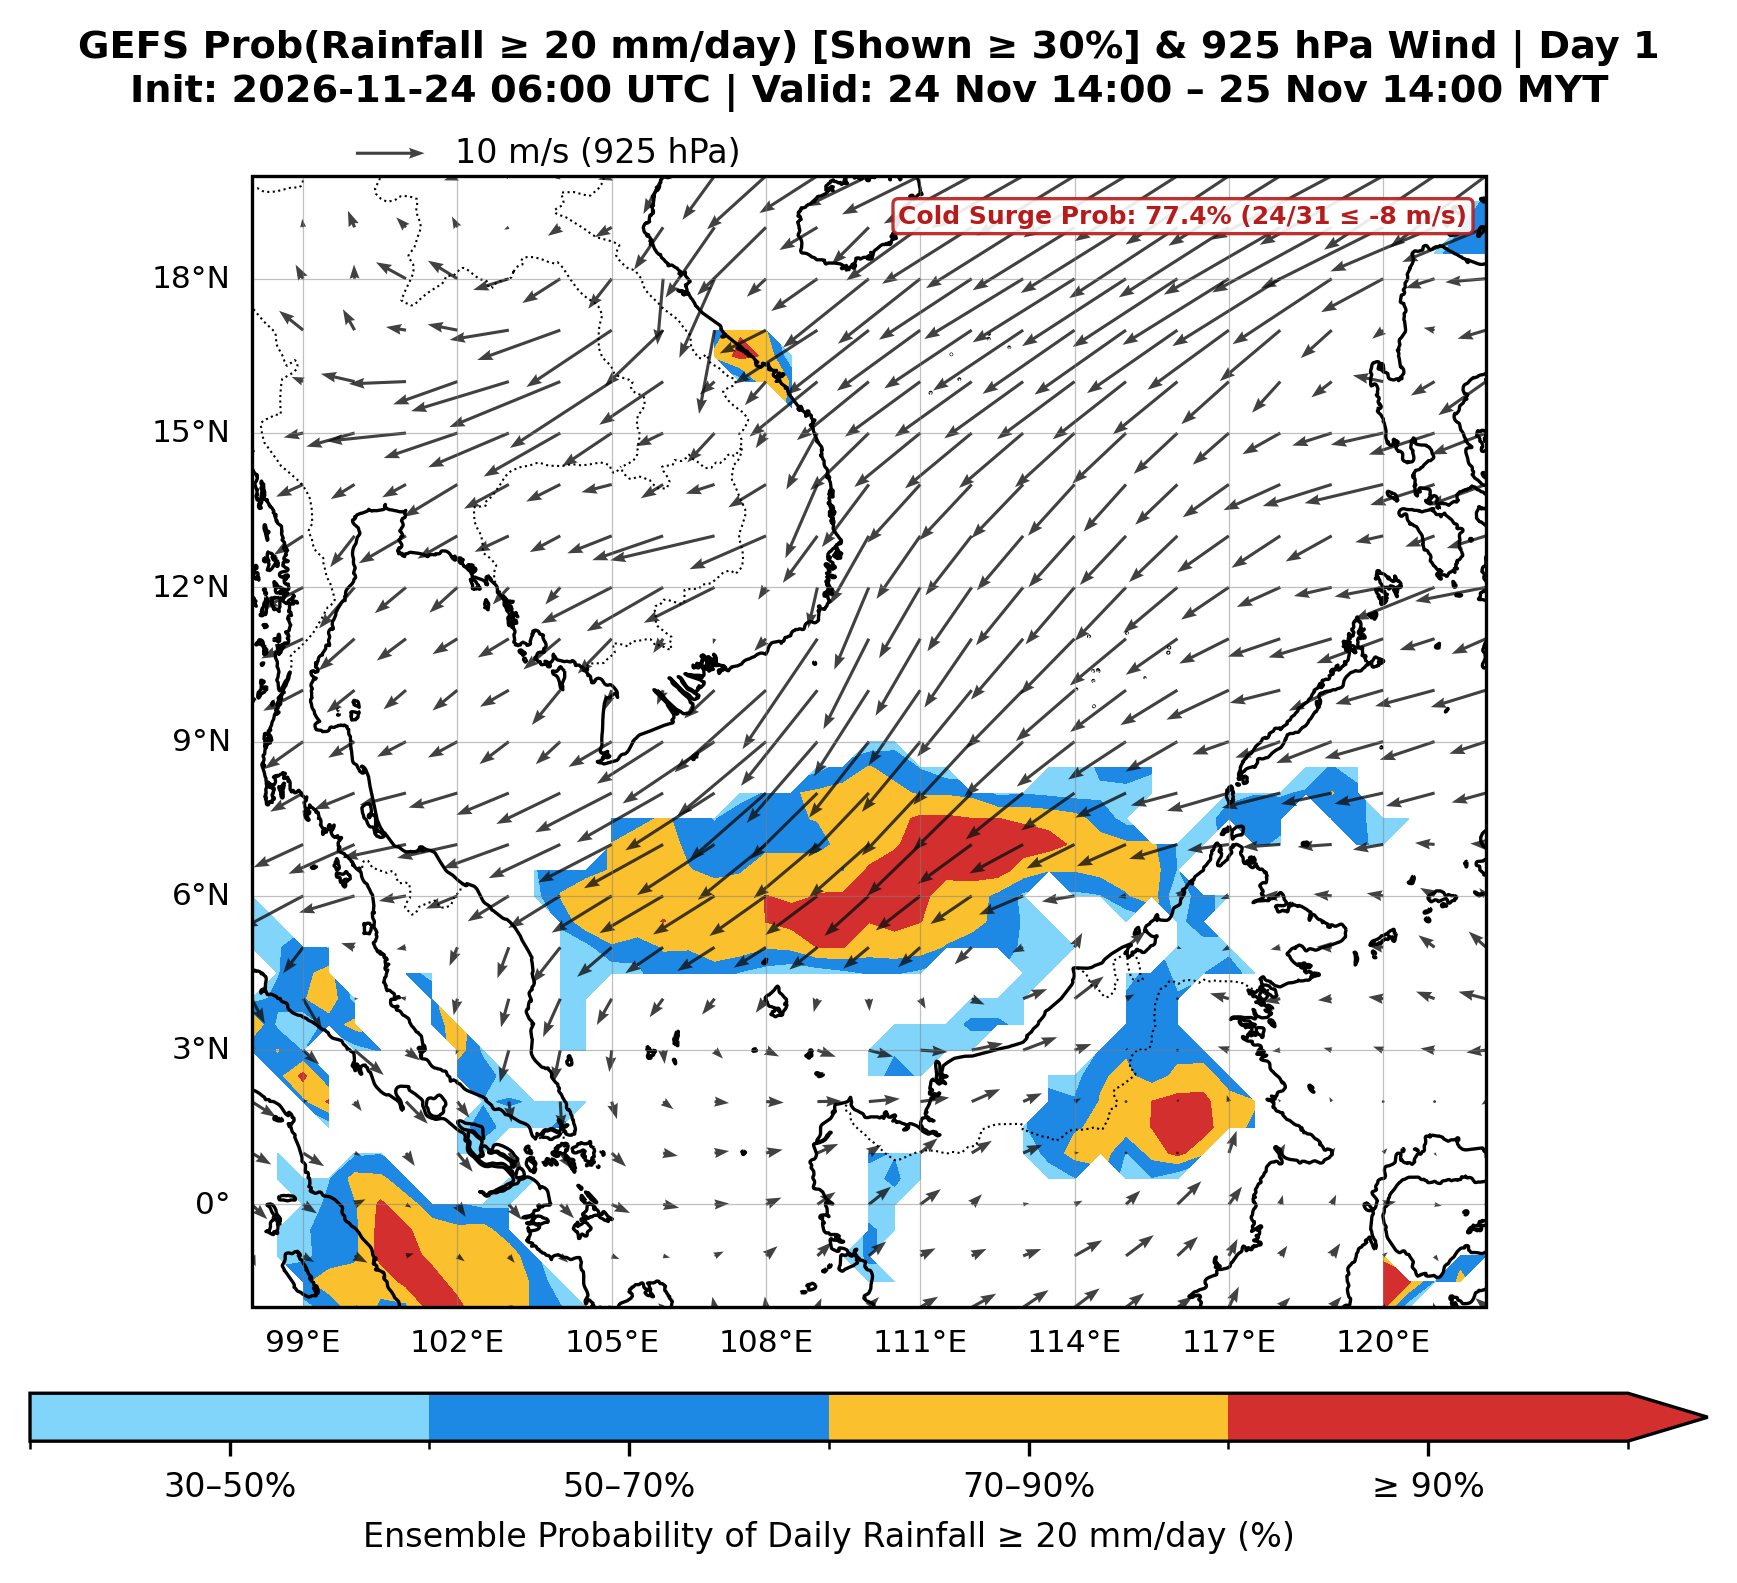 GEFS Prob(Rainfall ≥ 20 mm/day) [Shown ≥ 30%] & 925 hPa Wind | Day 1
Init: 2026-11-24 06:00 UTC | Valid: 24 Nov 14:00 – 25 Nov 14:00 MYT
10 m/s (925 hPa)
Cold Surge Prob: 77.4% (24/31 ≤ -8 m/s)
18°N
15°N
12°N
9°N
6°N
3°N
0°
99°E 102°E 105°E 108°E 111°E 114°E 117°E 120°E
30–50% 50–70% 70–90% ≥ 90%
Ensemble Probability of Daily Rainfall ≥ 20 mm/day (%)